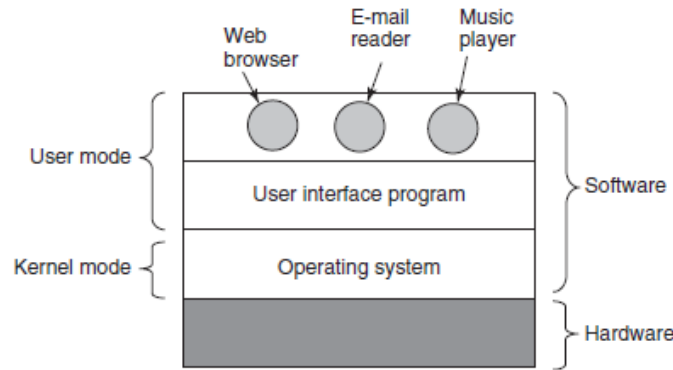 E-mail
reader
Music
player
Web
browser
User mode
User interface program
Software
Kernel mode
Operating system
Hardware